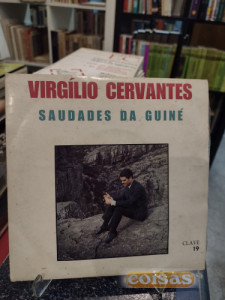 VIRGÍLIO CERVANTES
SAUDADES DA GUINÉ
CLAVE
19
coisas